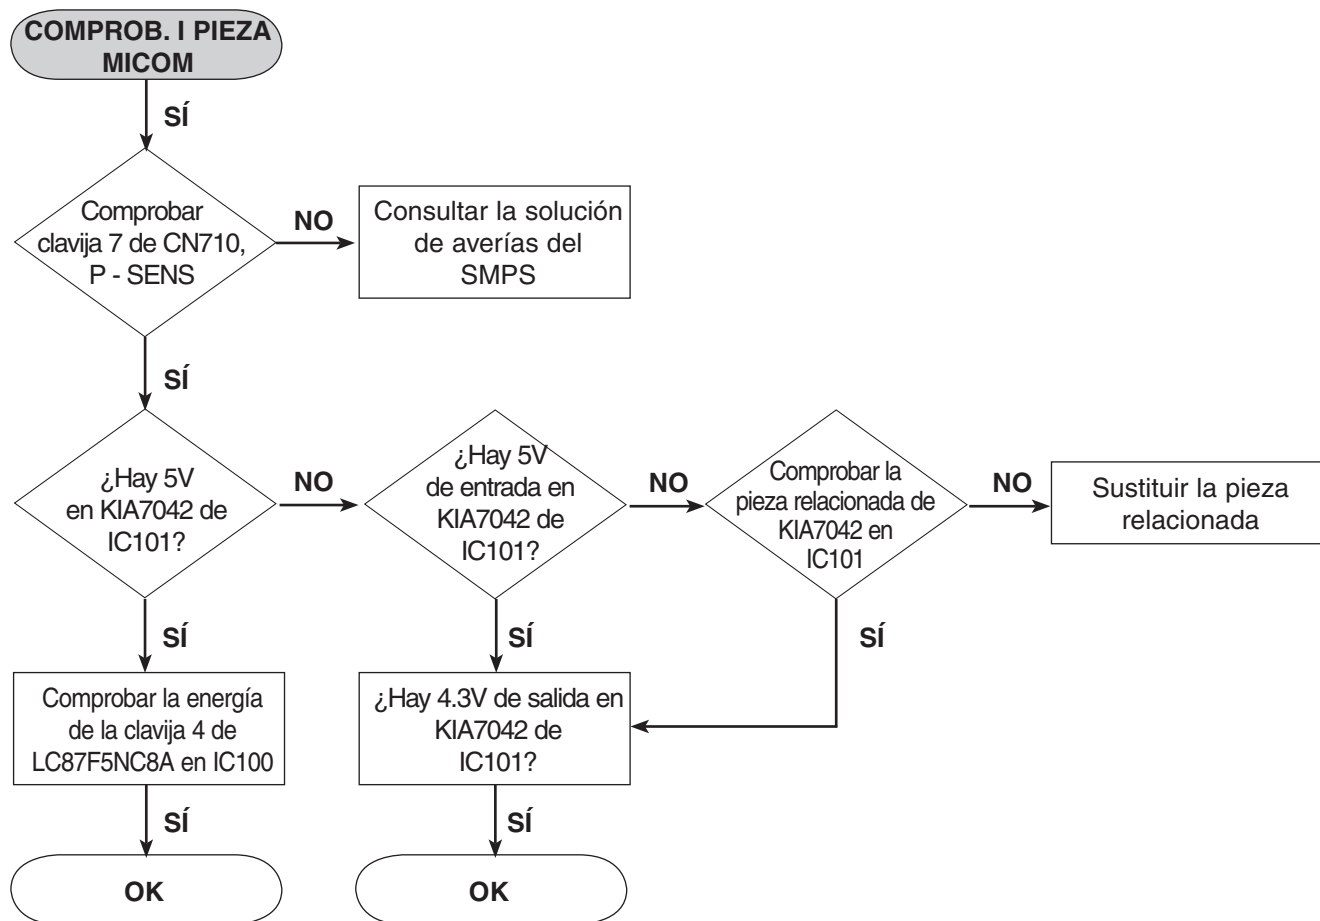 COMPROB. I PIEZA
MICOM
SÍ
Comprobar
clavija 7 de CN710,
P - SENS
NO
Consultar la solución
de averías del
SMPS
SÍ
¿Hay 5V
en KIA7042 de
IC101?
NO
¿Hay 5V
de entrada en
KIA7042 de
IC101?
NO
Comprobar la
pieza relacionada de
KIA7042 en
IC101
NO
Sustituir la pieza
relacionada
SÍ
SÍ
SÍ
Comprobar la energía
de la clavija 4 de
LC87F5NC8A en IC100
¿Hay 4.3V de salida en
KIA7042 de
IC101?
SÍ
SÍ
OK
OK